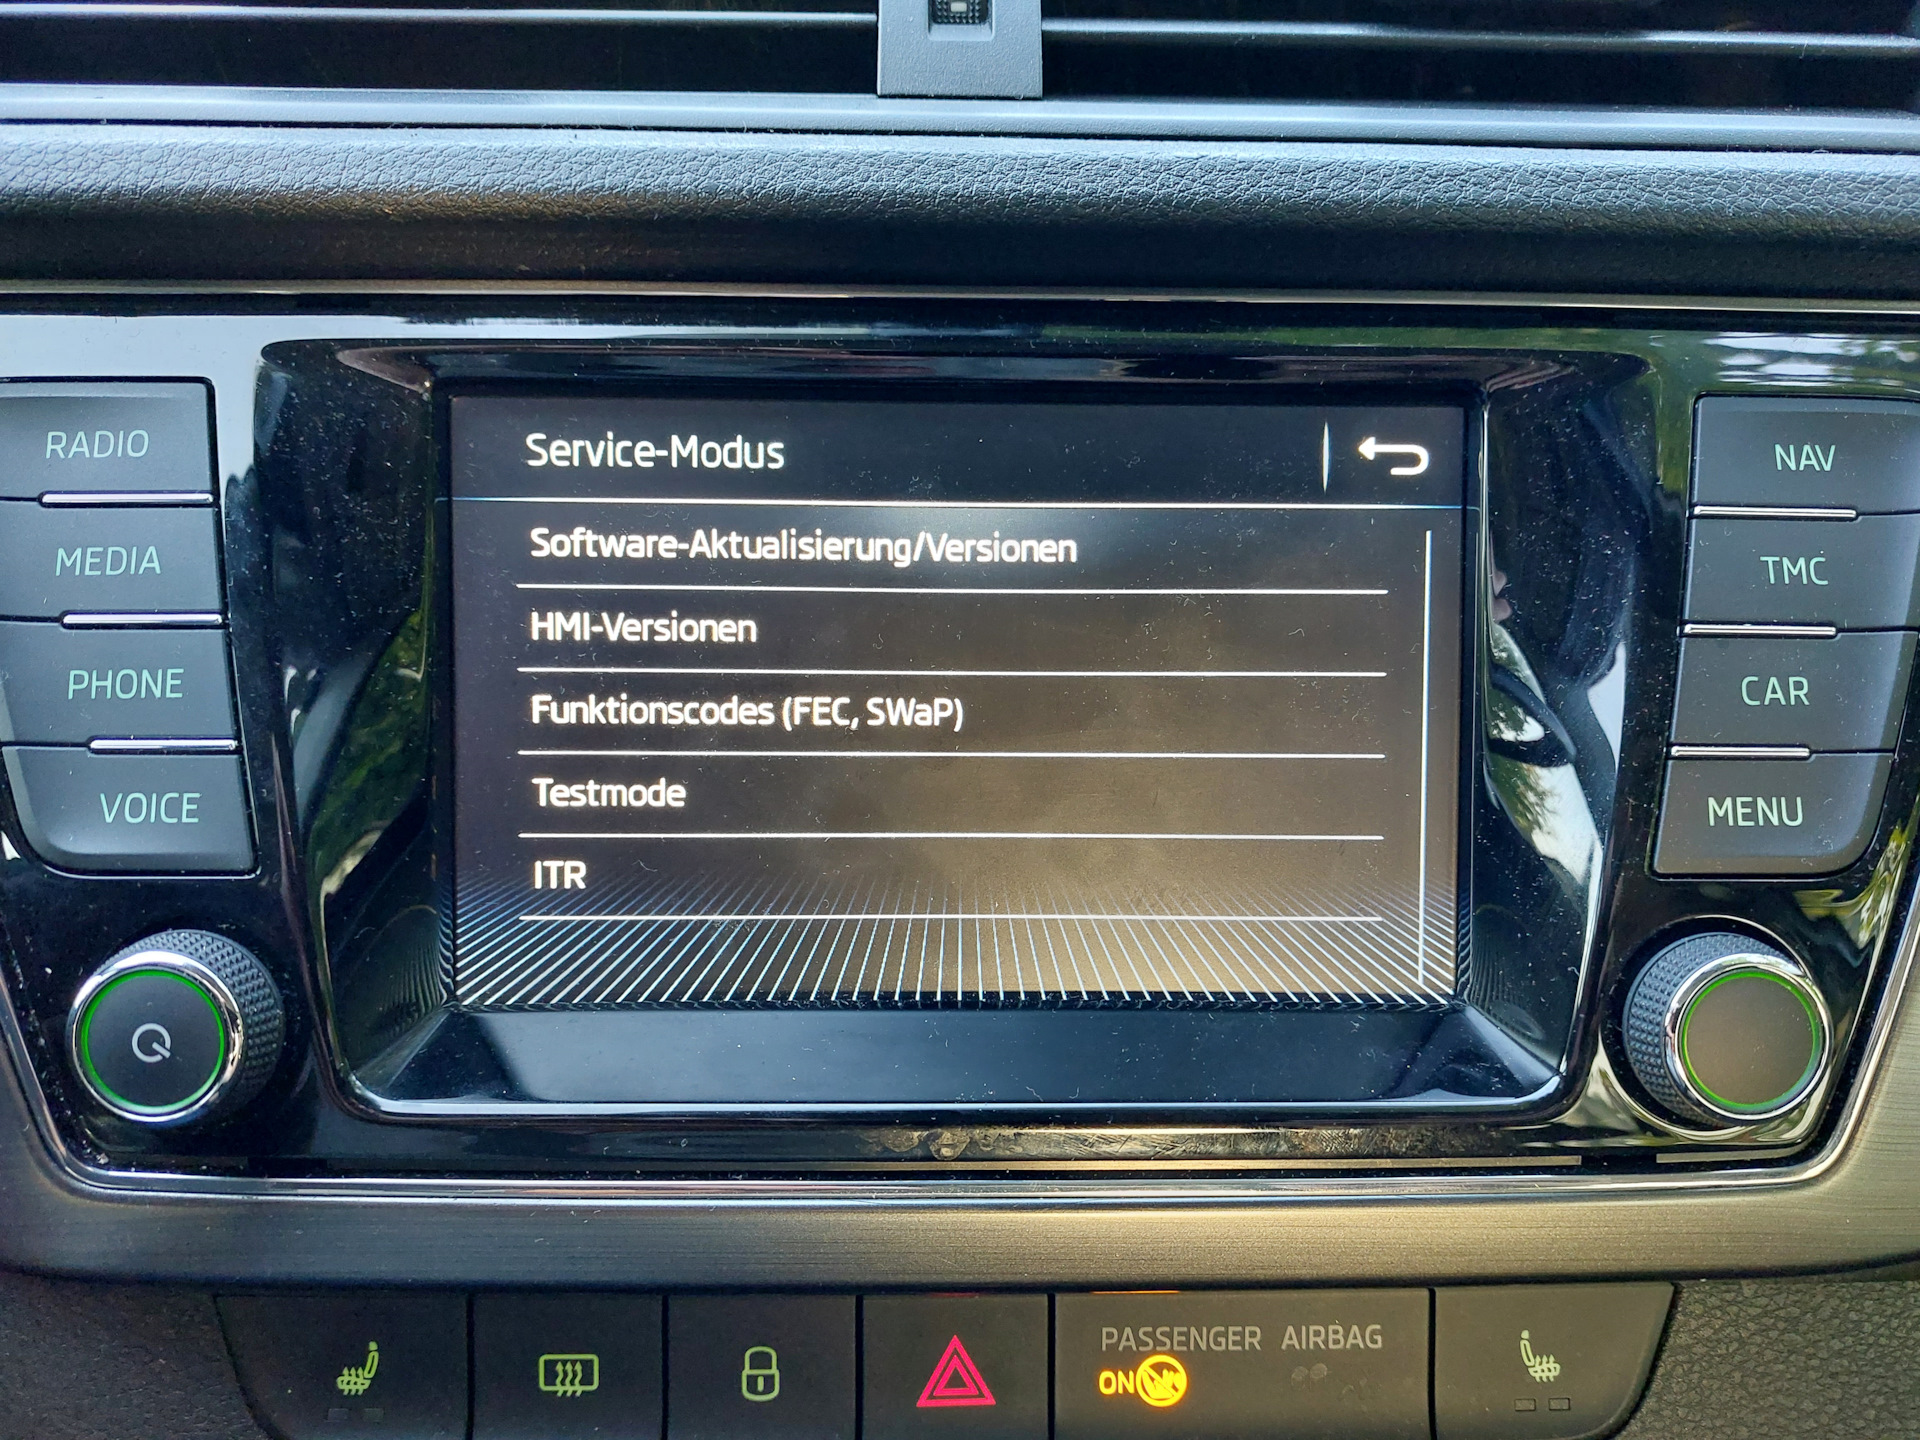 Service-Modus
Software-Aktualisierung/Versionen
HMI-Versionen
Funktionscodes (FEC, SWaP)
Testmode
ITR
RADIO
MEDIA
PHONE
VOICE
NAV
TMC
CAR
MENU
PASSENGER AIRBAG
ON